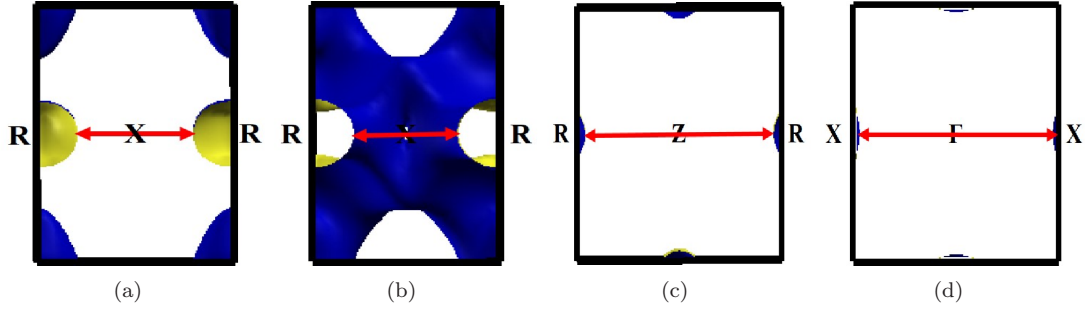 R X R
R X R
R Z R
X Γ X
(a) (b) (c) (d)